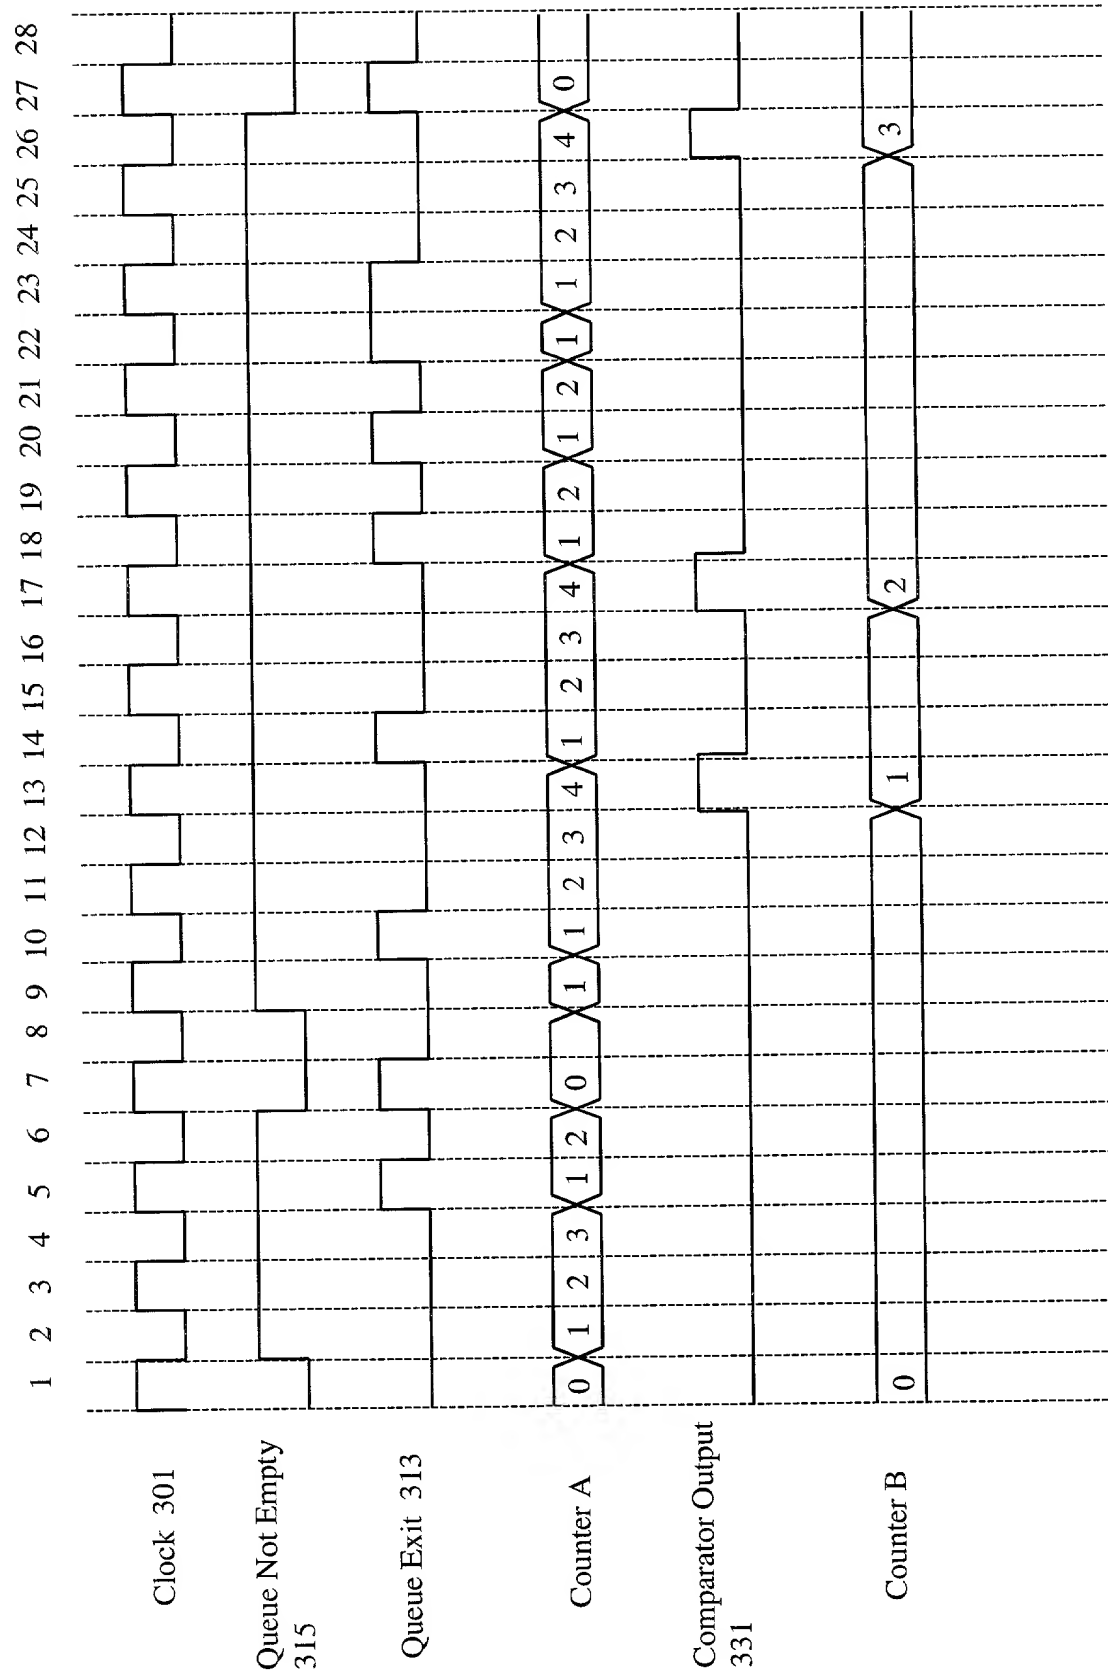 1 2 3 4 5 6 7 8 9 10 11 12 13 14 15 16 17 18 19 20 21 22 23 24 25 26 27 28
Clock 301
Queue Not Empty
315
Queue Exit 313
Counter A 0 1 2 3 1 2 0 1 1 2 3 4 1 2 3 4 1 2 1 2 1 1 2 3 4 0
Comparator Output
331
Counter B 0 1 2 3